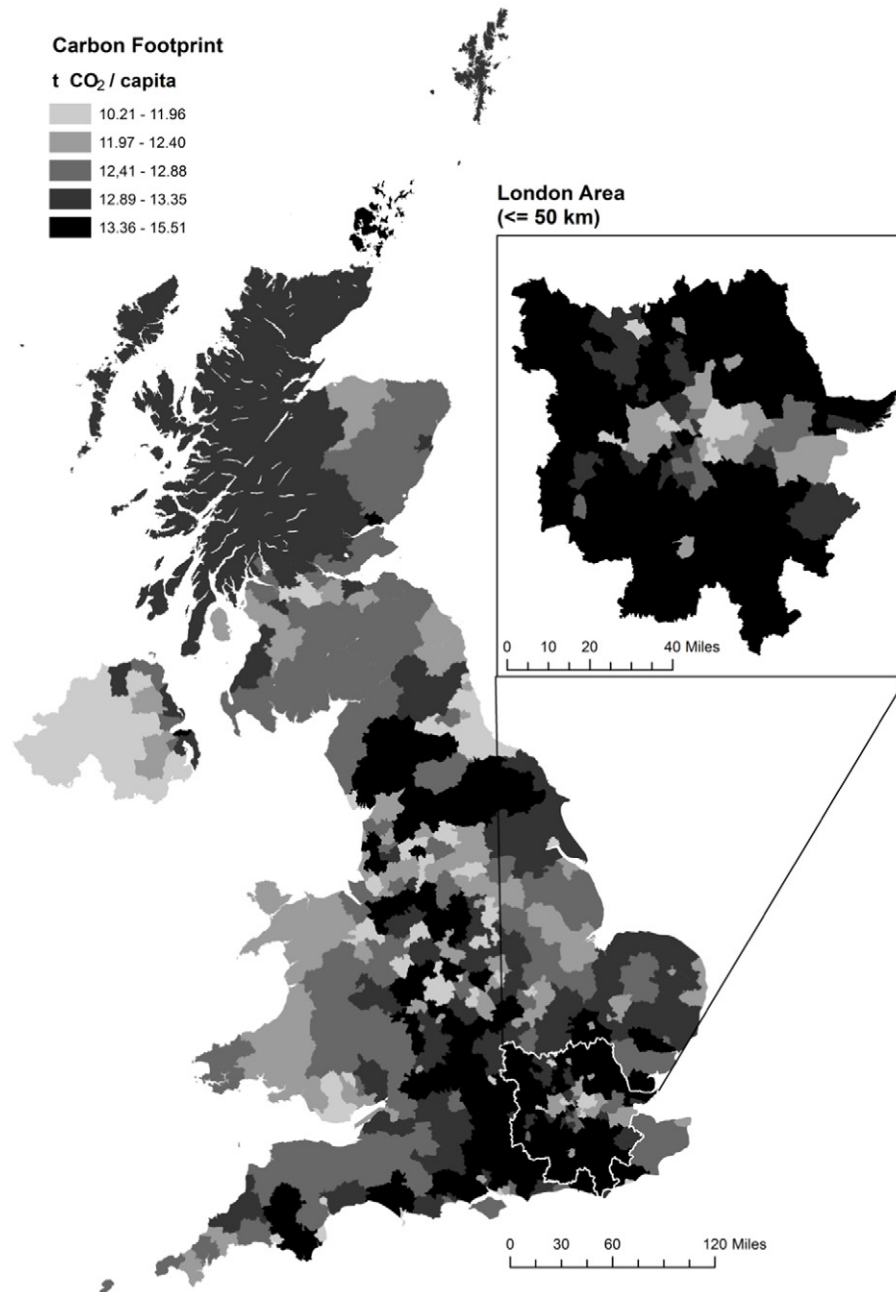 Carbon Footprint
t CO₂ / capita
10.21 - 11.96
11.97 - 12.40
12.41 - 12.88
12.89 - 13.35
13.36 - 15.51
London Area
(<= 50 km)
0 10 20 40 Miles
0 30 60 120 Miles